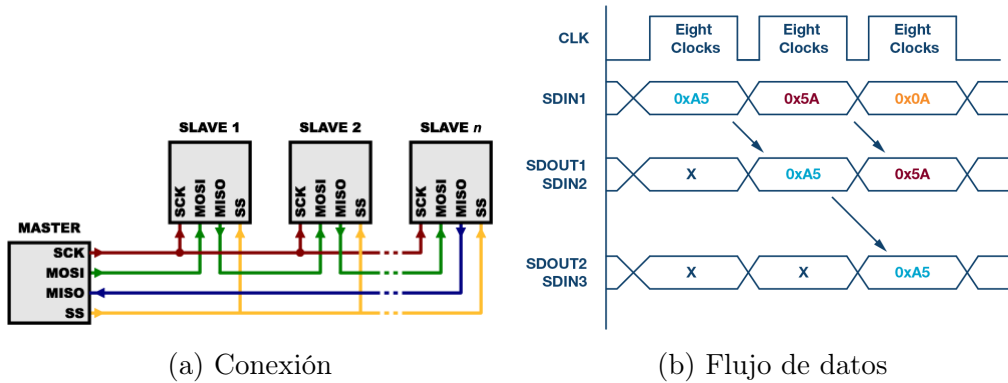 SLAVE 1
SLAVE 2
SLAVE n
SCK
MOSI
MISO
SS
SCK
MOSI
MISO
SS
SCK
MOSI
MISO
SS
MASTER
SCK
MOSI
MISO
SS
(a) Conexión
CLK
Eight
Clocks
Eight
Clocks
Eight
Clocks
SDIN1
0xA5
0x5A
0x0A
SDOUT1
SDIN2
X
0xA5
0x5A
SDOUT2
SDIN3
X
X
0xA5
(b) Flujo de datos